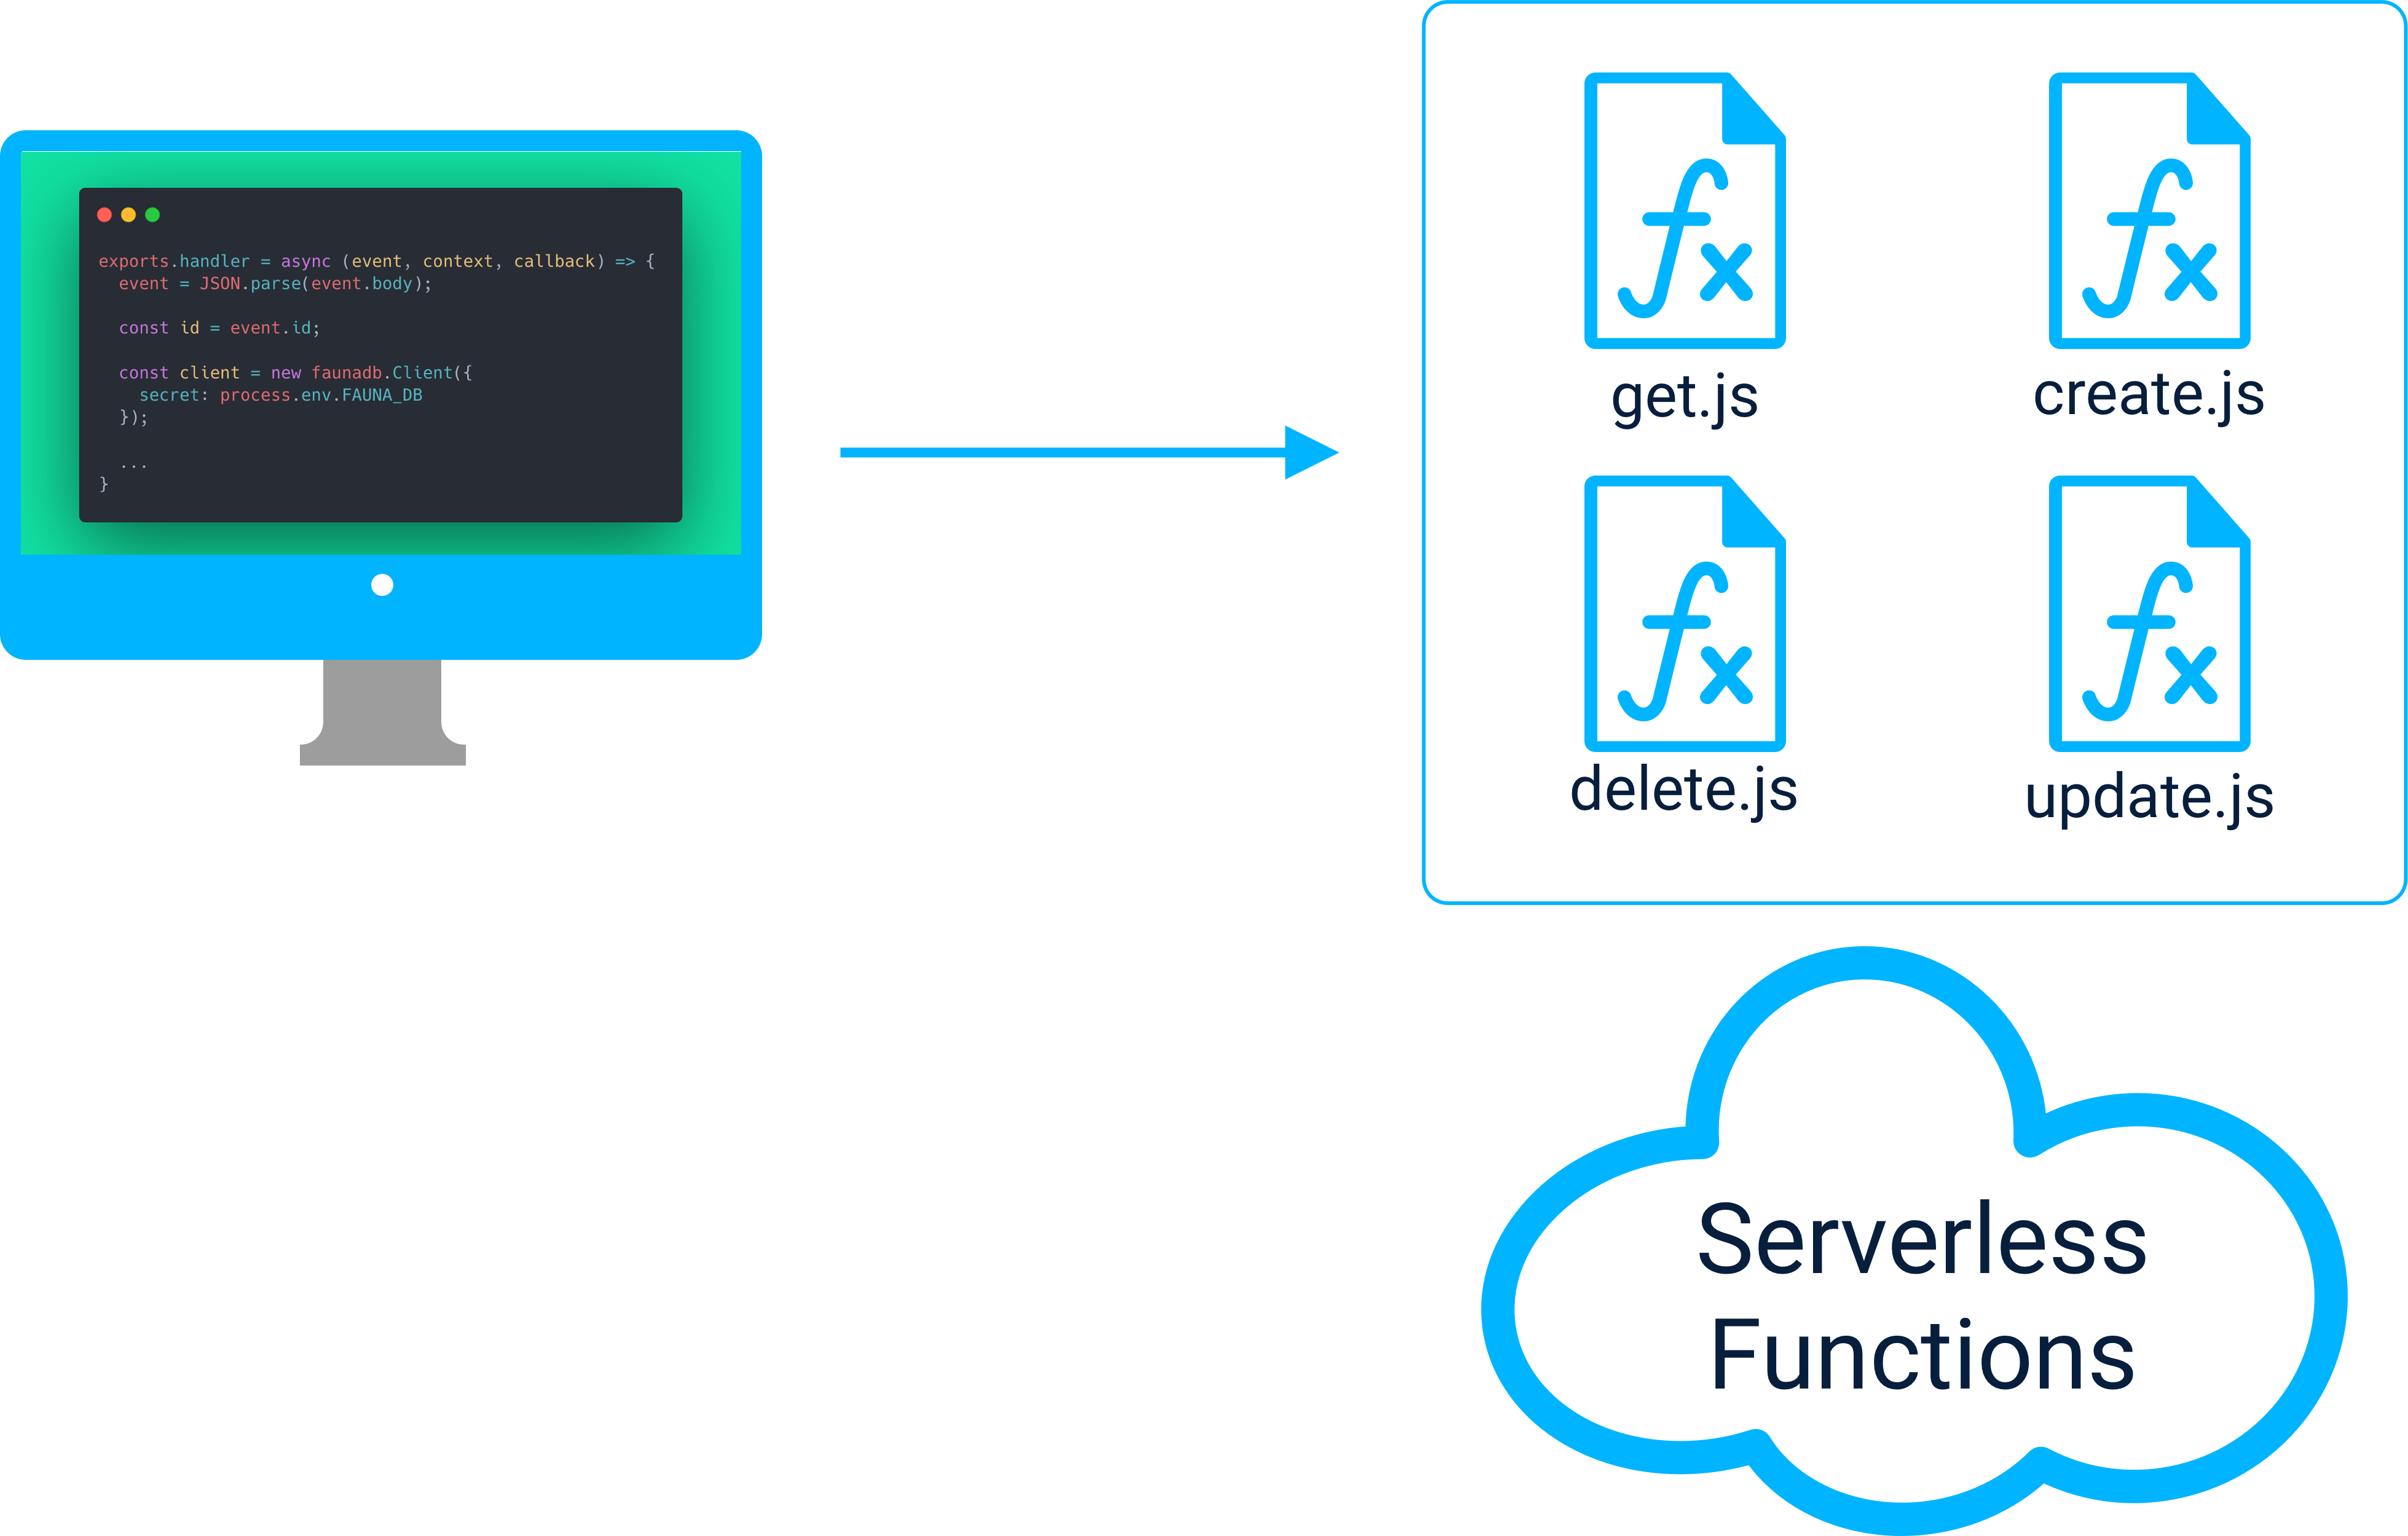 exports.handler = async (event, context, callback) => {
  event = JSON.parse(event.body);
  const id = event.id;
  const client = new faunadb.Client({
    secret: process.env.FAUNA_DB
  });
  ...
}
fx
fx
get.js
create.js
fx
fx
delete.js
update.js
Serverless
Functions